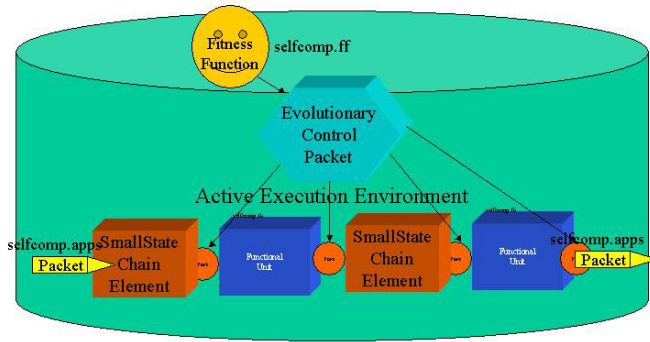 Fitness
Function
selfcomp.ff
Evolutionary
Control
Packet
Active Execution Environment
selfcomp.apps
Packet
SmallState
Chain
Element
Functional
Unit
SmallState
Chain
Element
Functional
Unit
selfcomp.apps
Packet